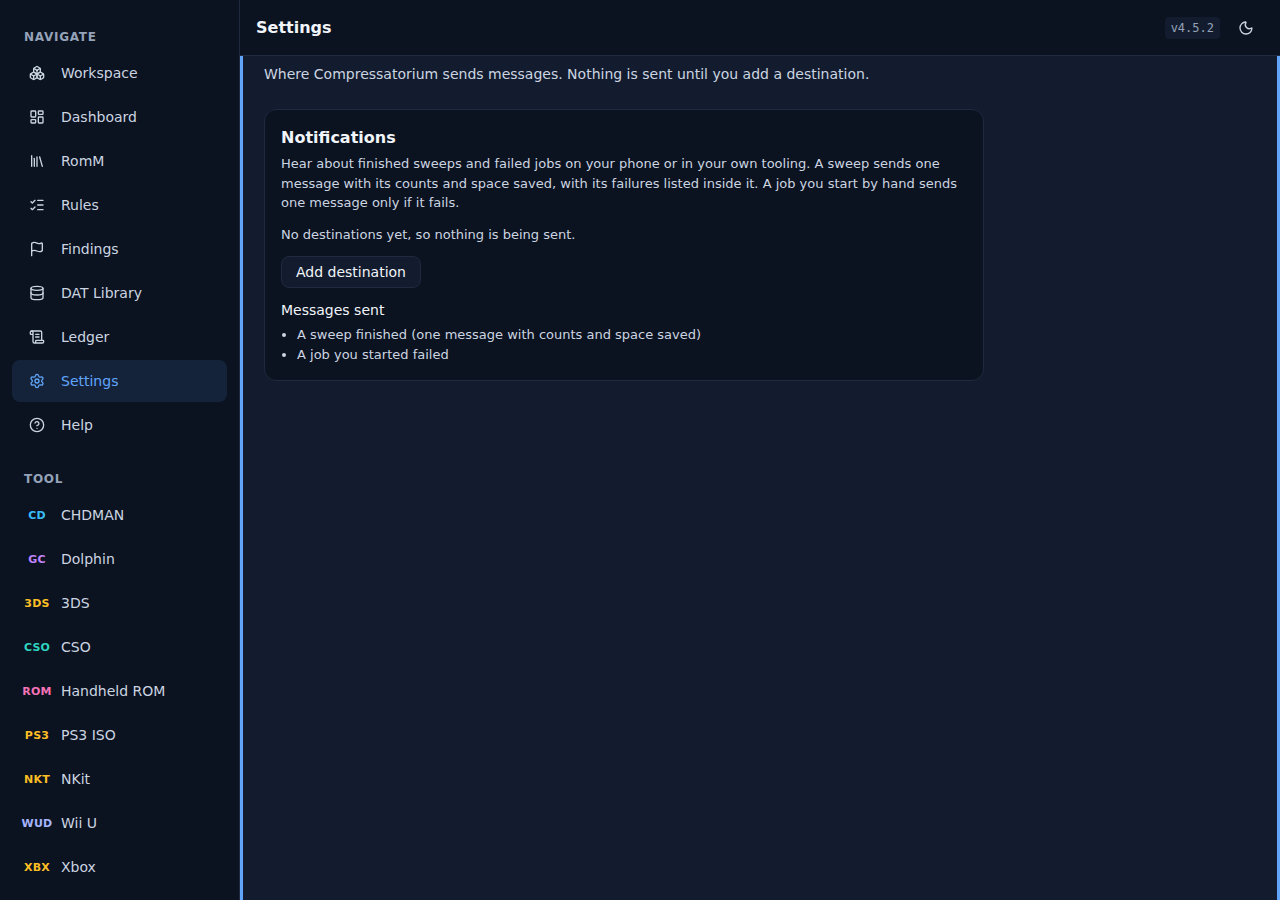 NAVIGATE
Workspace
Dashboard
RomM
Rules
Findings
DAT Library
Ledger
Settings
Help
TOOL
CD CHDMAN
GC Dolphin
3DS 3DS
CSO CSO
ROM Handheld ROM
PS3 PS3 ISO
NKT NKit
WUD Wii U
XBX Xbox
Settings
v4.5.2
Where Compressatorium sends messages. Nothing is sent until you add a destination.
Notifications
Hear about finished sweeps and failed jobs on your phone or in your own tooling. A sweep sends one
message with its counts and space saved, with its failures listed inside it. A job you start by hand sends
one message only if it fails.
No destinations yet, so nothing is being sent.
Add destination
Messages sent
• A sweep finished (one message with counts and space saved)
• A job you started failed